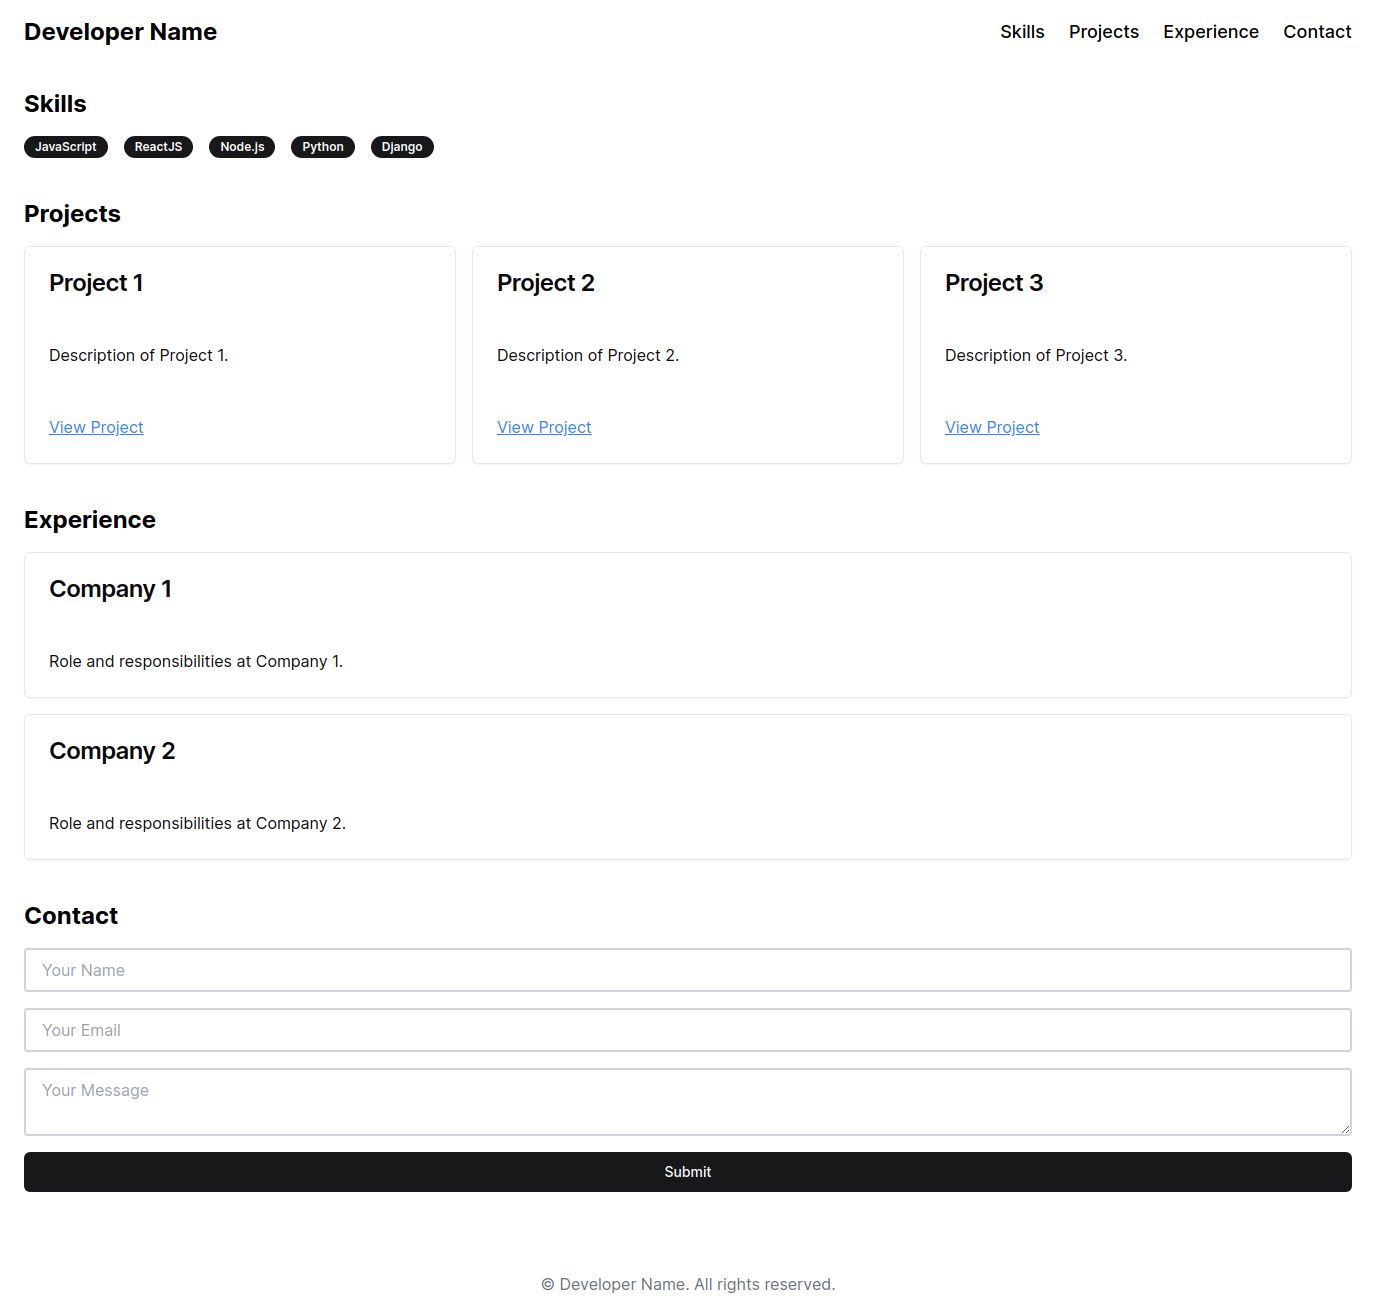 Developer Name
Skills Projects Experience Contact
Skills
JavaScript ReactJS Node.js Python Django
Projects
Project 1
Description of Project 1.
View Project
Project 2
Description of Project 2.
View Project
Project 3
Description of Project 3.
View Project
Experience
Company 1
Role and responsibilities at Company 1.
Company 2
Role and responsibilities at Company 2.
Contact
Your Name
Your Email
Your Message
Submit
© Developer Name. All rights reserved.